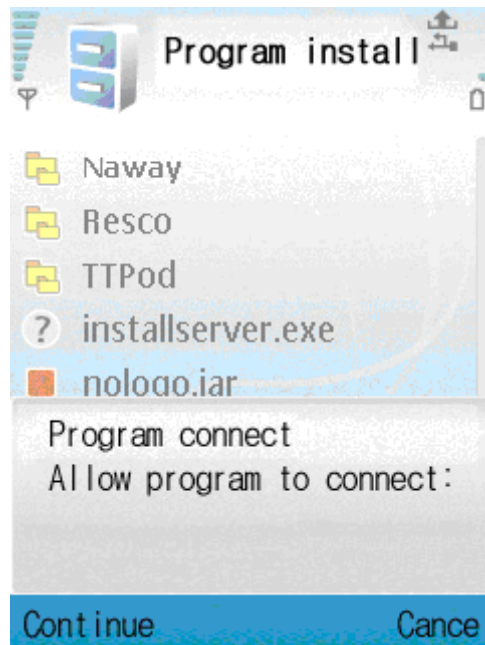 Program install
Naway
Resco
TTPod
? installserver.exe
nologo.jar
Program connect
Allow program to connect:
Continue
Cance